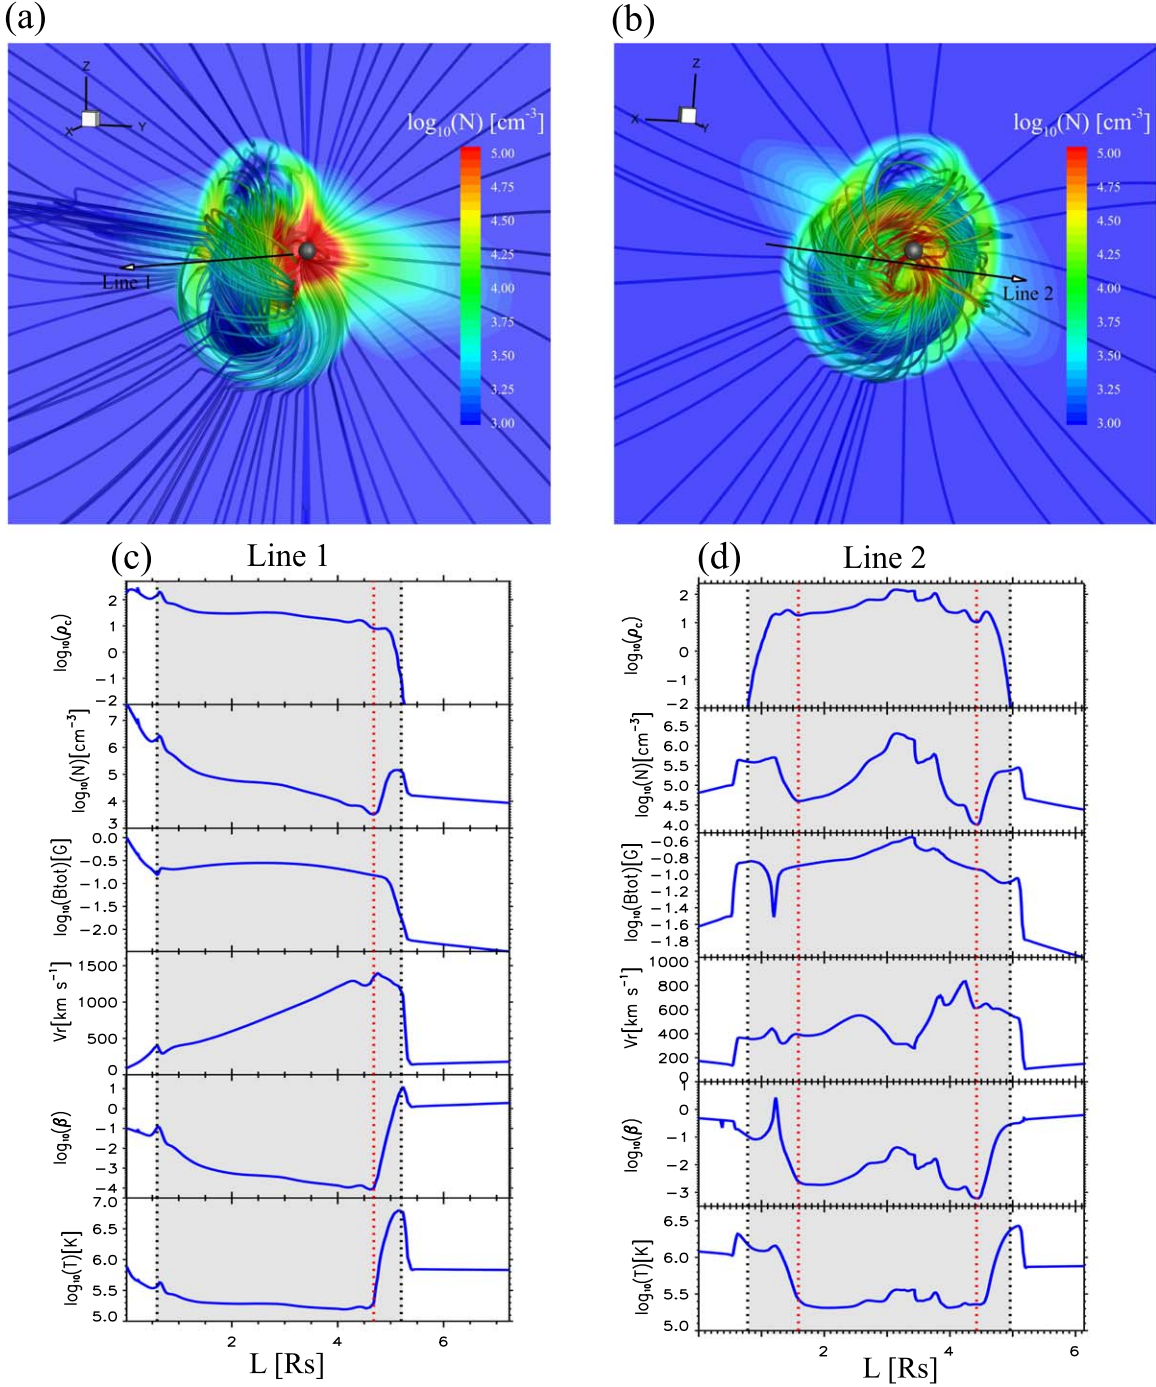 (a)
(b)
Z
X
Y
log₁₀(N) [cm⁻³]
5.00
4.75
4.50
4.25
4.00
3.75
3.50
3.25
3.00
Line 1
Z
X
Y
log₁₀(N) [cm⁻³]
5.00
4.75
4.50
4.25
4.00
3.75
3.50
3.25
3.00
Line 2
(c)
Line 1
log₁₀(ρc)
2
1
0
−1
−2
log₁₀(N)[cm⁻³]
7
6
5
4
3
log₁₀(Btot)[G]
0.0
−0.5
−1.0
−1.5
−2.0
Vr[km s⁻¹]
1500
1000
500
0
log₁₀(β)
1
0
−1
−2
−3
−4
log₁₀(T)[K]
7.0
6.5
6.0
5.5
5.0
2
4
6
L [Rs]
(d)
Line 2
log₁₀(ρc)
2
1
0
−1
−2
log₁₀(N)[cm⁻³]
6.5
6.0
5.5
5.0
4.5
4.0
log₁₀(Btot)[G]
−0.6
−0.8
−1.0
−1.2
−1.4
−1.6
−1.8
Vr[km s⁻¹]
1000
800
600
400
200
0
log₁₀(β)
0
−1
−2
−3
log₁₀(T)[K]
6.5
6.0
5.5
5.0
2
4
6
L [Rs]